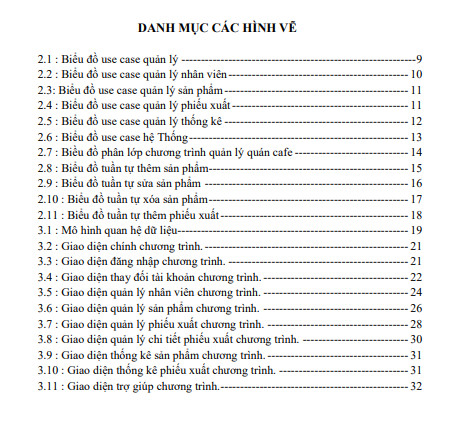 DANH MỤC CÁC HÌNH VẼ
2.1 : Biểu đồ use case quản lý ----------------------------------------------------9
2.2 : Biểu đồ use case quản lý nhân viên---------------------------------------- 10
2.3: Biểu đồ use case quản lý sản phẩm----------------------------------------- 11
2.4 : Biểu đồ use case quản lý phiếu xuất---------------------------------------- 11
2.5 : Biểu đồ use case quản lý thống kê ----------------------------------------- 12
2.6 : Biểu đồ use case hệ Thống-------------------------------------------------- 13
2.7 : Biểu đồ phân lớp chương trình quản lý quán cafe ------------------------ 14
2.8 : Biểu đồ tuần tự thêm sản phẩm--------------------------------------------- 15
2.9 : Biểu đồ tuần tự sửa sản phẩm ---------------------------------------------- 16
2.10 : Biểu đồ tuần tự xóa sản phẩm--------------------------------------------- 17
2.11 : Biểu đồ tuần tự thêm phiếu xuất------------------------------------------ 18
3.1 : Mô hình quan hệ dữ liệu----------------------------------------------------- 19
3.2 : Giao diện chính chương trình. ---------------------------------------------- 21
3.3 : Giao diện đăng nhập chương trình. ---------------------------------------- 21
3.4 : Giao diện thay đổi tài khoản chương trình. -------------------------------- 22
3.5 : Giao diện quản lý nhân viên chương trình. -------------------------------- 24
3.6 : Giao diện quản lý sản phẩm chương trình. -------------------------------- 26
3.7 : Giao diện quản lý phiếu xuất chương trình. ------------------------------- 28
3.8 : Giao diện quản lý chi tiết phiếu xuất chương trình. ---------------------- 30
3.9 : Giao diện thống kê sản phẩm chương trình. ------------------------------- 31
3.10 : Giao diện thống kê phiếu xuất chương trình. ---------------------------- 31
3.11 : Giao diện trợ giúp chương trình.------------------------------------------ 32